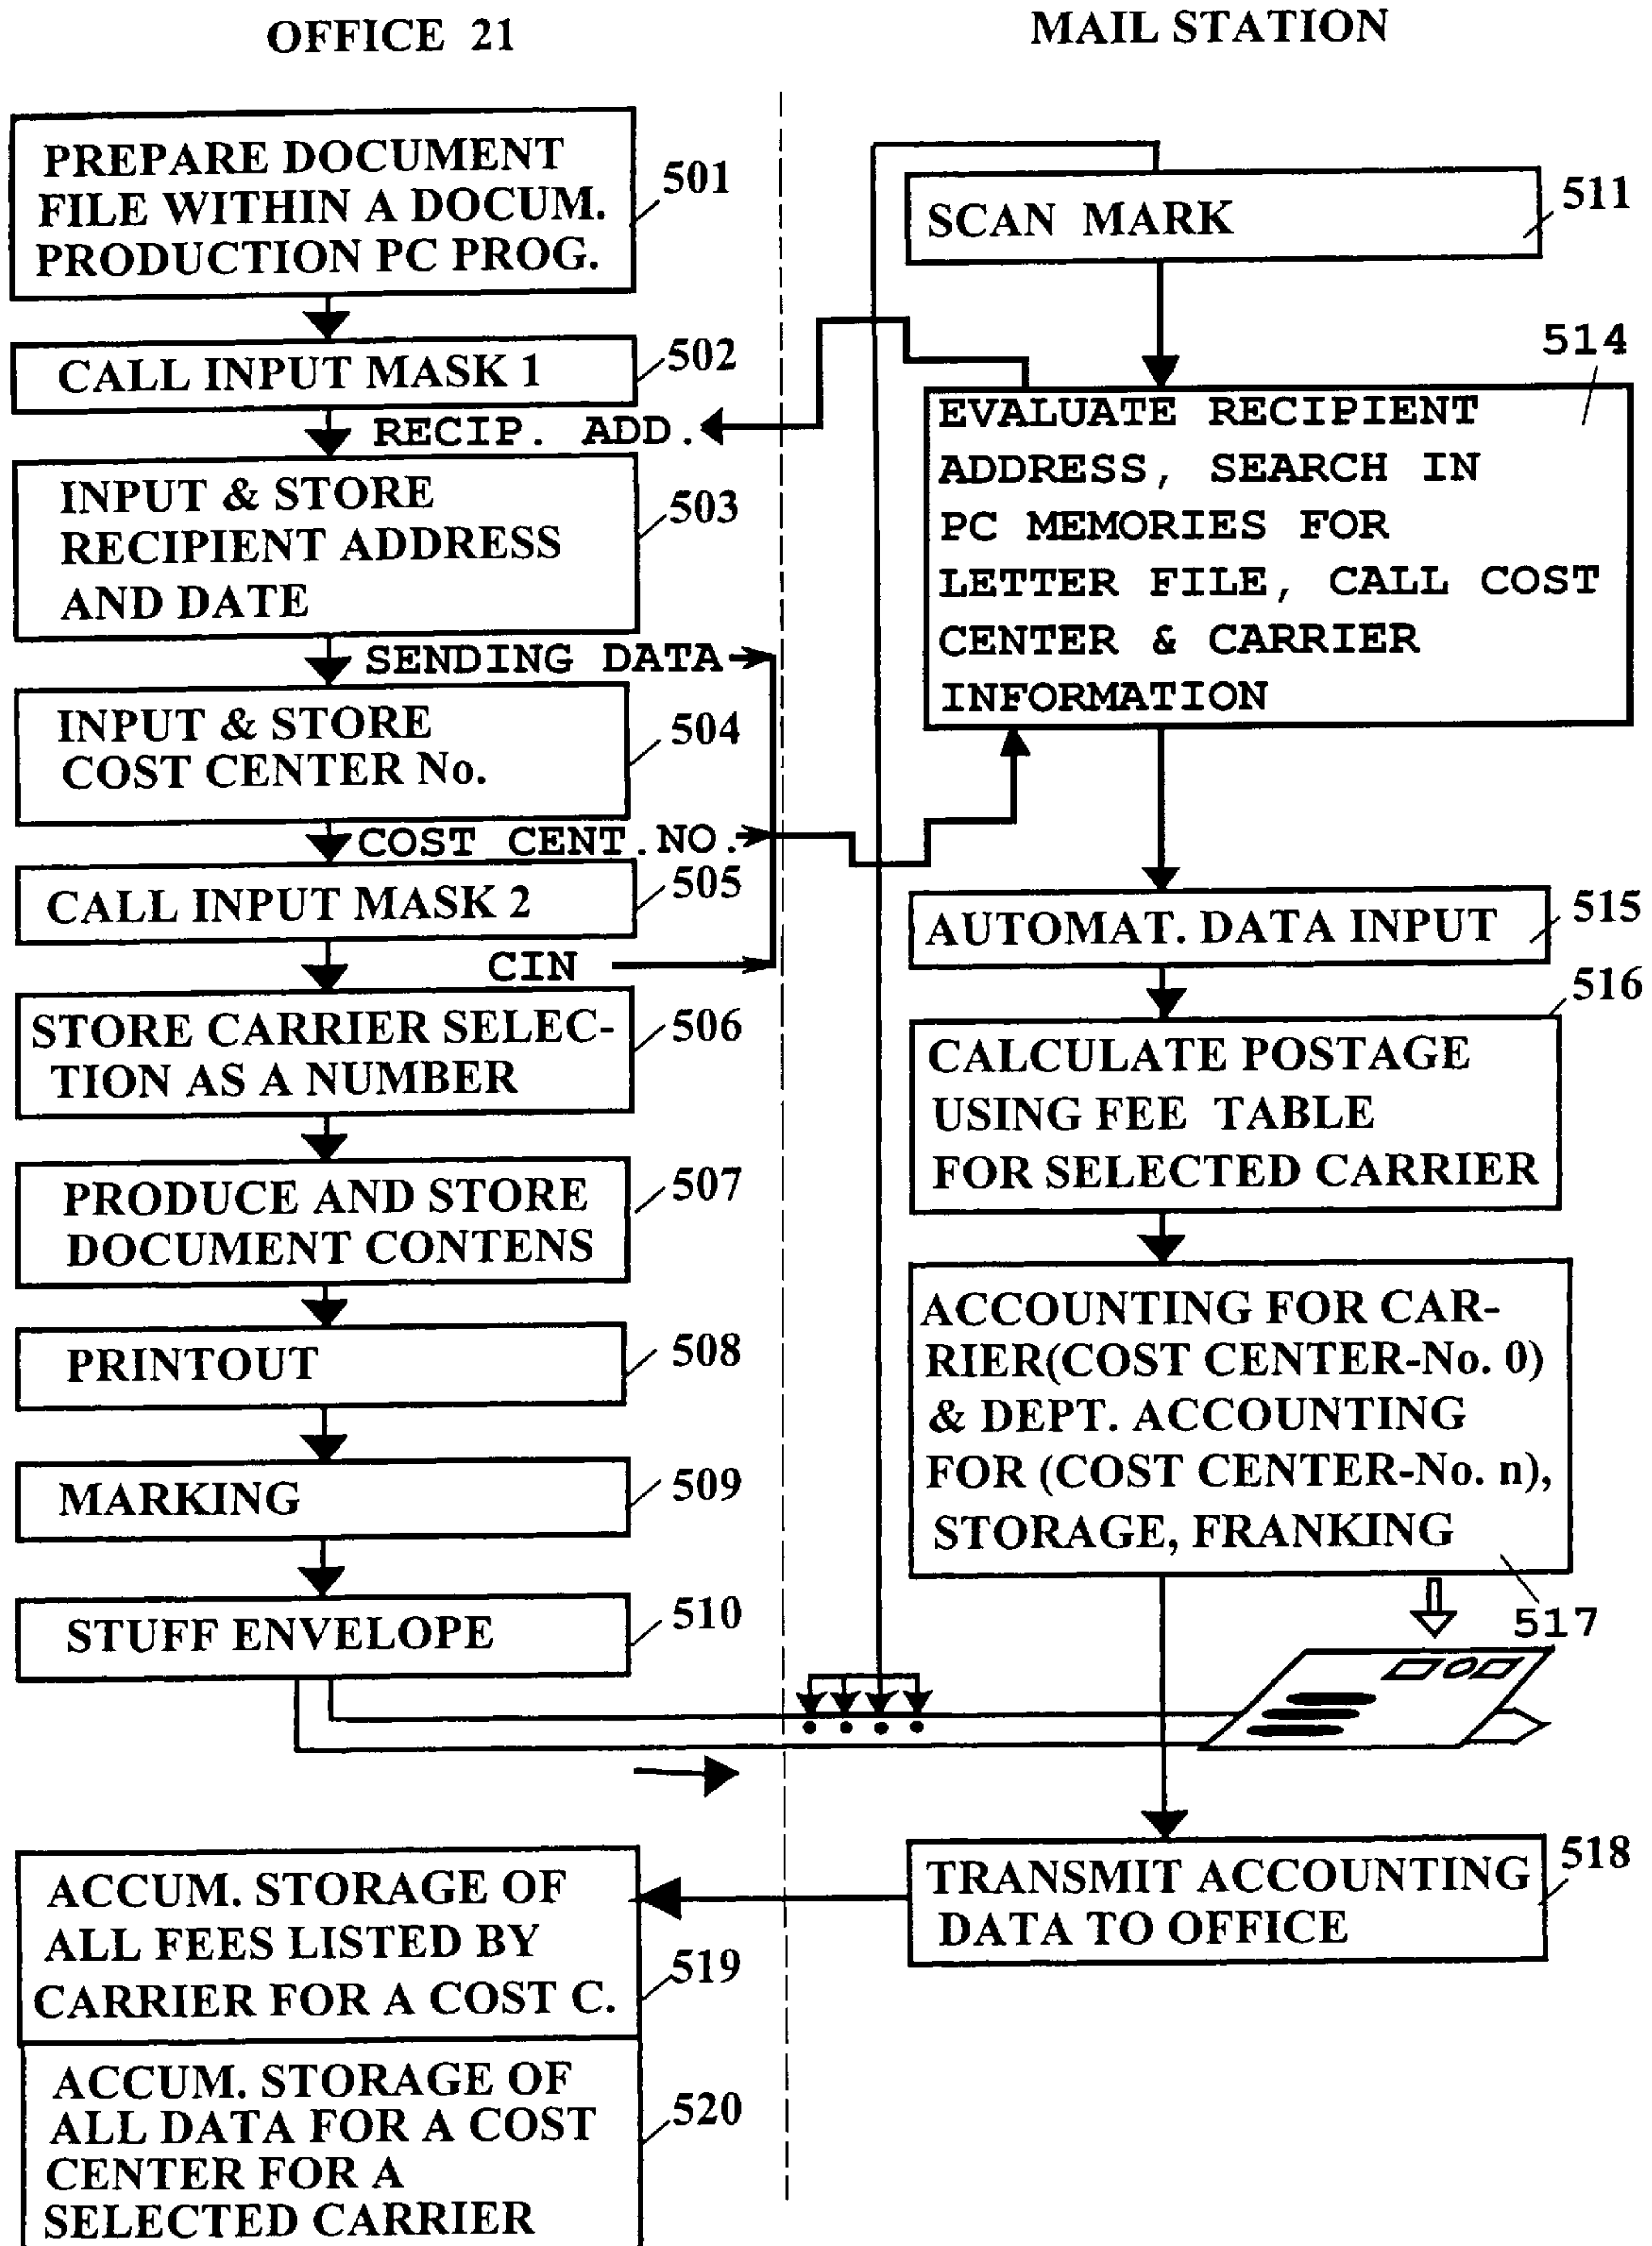 OFFICE 21
PREPARE DOCUMENT
FILE WITHIN A DOCUM.
PRODUCTION PC PROG.
501
CALL INPUT MASK 1
502
RECIP. ADD.
INPUT & STORE
RECIPIENT ADDRESS
AND DATE
503
SENDING DATA
INPUT & STORE
COST CENTER No.
504
COST CENT.NO.
CALL INPUT MASK 2
505
CIN
STORE CARRIER SELEC-
TION AS A NUMBER
506
PRODUCE AND STORE
DOCUMENT CONTENS
507
PRINTOUT
508
MARKING
509
STUFF ENVELOPE
510
ACCUM. STORAGE OF
ALL FEES LISTED BY
CARRIER FOR A COST C.
519
ACCUM. STORAGE OF
ALL DATA FOR A COST
CENTER FOR A
SELECTED CARRIER
520
MAIL STATION
SCAN MARK
511
514
EVALUATE RECIPIENT
ADDRESS, SEARCH IN
PC MEMORIES FOR
LETTER FILE, CALL COST
CENTER & CARRIER
INFORMATION
AUTOMAT. DATA INPUT
515
516
CALCULATE POSTAGE
USING FEE TABLE
FOR SELECTED CARRIER
ACCOUNTING FOR CAR-
RIER(COST CENTER-No. 0)
& DEPT. ACCOUNTING
FOR (COST CENTER-No. n),
STORAGE, FRANKING
517
TRANSMIT ACCOUNTING
DATA TO OFFICE
518